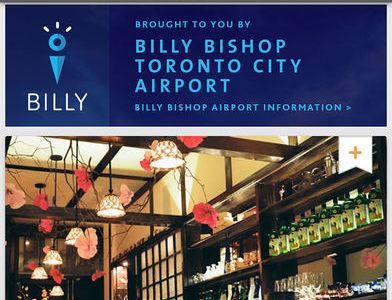 BROUGHT TO YOU BY
BILLY BISHOP
TORONTO CITY
AIRPORT
BILLY BISHOP AIRPORT INFORMATION >
BILLY